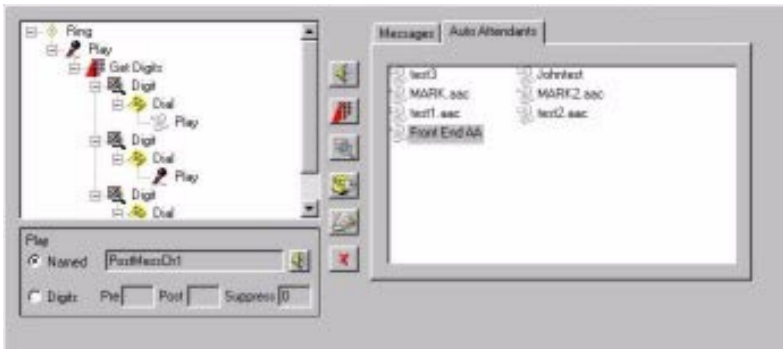 Ring
Play
Get Digits
Digit
Dial
Play
Digit
Dial
Play
Digit
Dial
Play
Named PostMessCh1
Digits Pre Post Suppress 0
Messages Auto Attendants
test3 Johntest
MARK.aac MARK2.aac
test1.aac test2.aac
Front End AA